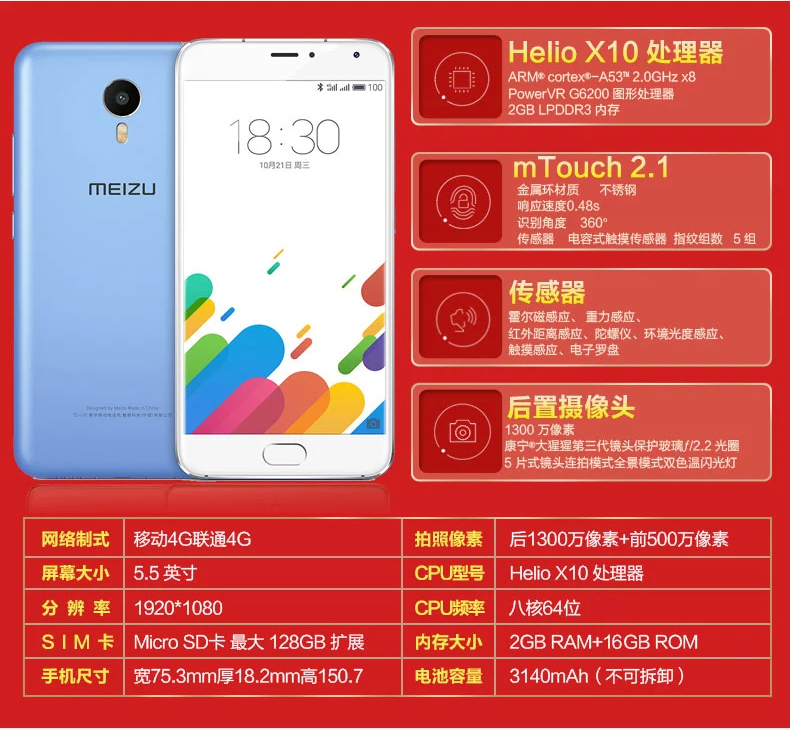 MEIZU
Designed by Meizu Made in China
100
18:30
10月21日 周三
Helio X10 处理器
ARM® cortex®-A53™ 2.0GHz x8
PowerVR G6200 图形处理器
2GB LPDDR3 内存
mTouch 2.1
金属环材质 不锈钢
响应速度0.48s
识别角度 360°
传感器 电容式触摸传感器 指纹组数 5 组
传感器
霍尔磁感应、重力感应、
红外距离感应、陀螺仪、环境光度感应、
触摸感应、电子罗盘
后置摄像头
1300 万像素
康宁®大猩猩第三代镜头保护玻璃f/2.2 光圈
5 片式镜头连拍模式全景模式双色温闪光灯
网络制式 移动4G联通4G 拍照像素 后1300万像素+前500万像素
屏幕大小 5.5 英寸 CPU型号 Helio X10 处理器
分 辨 率 1920*1080 CPU频率 八核64位
S I M 卡 Micro SD卡 最大 128GB 扩展 内存大小 2GB RAM+16GB ROM
手机尺寸 宽75.3mm厚18.2mm高150.7 电池容量 3140mAh（不可拆卸）